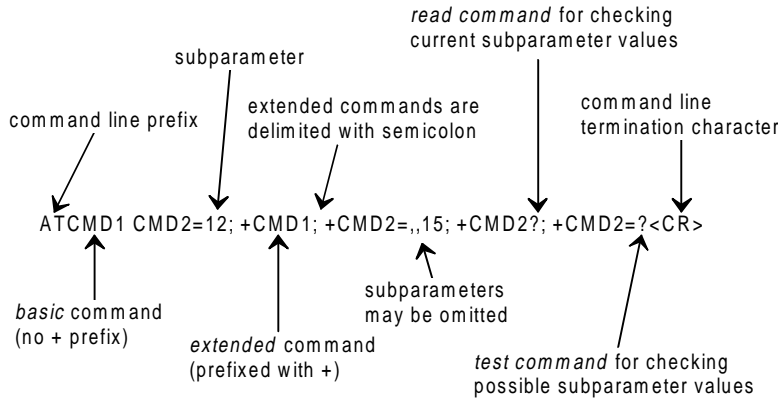 read command for checking
current subparameter values
subparameter
extended commands are
delimited with semicolon
command line
termination character
command line prefix
ATCMD1 CMD2=12; +CMD1; +CMD2=,,15; +CMD2?; +CMD2=?<CR>
basic command
(no + prefix)
extended command
(prefixed with +)
subparameters
may be omitted
test command for checking
possible subparameter values